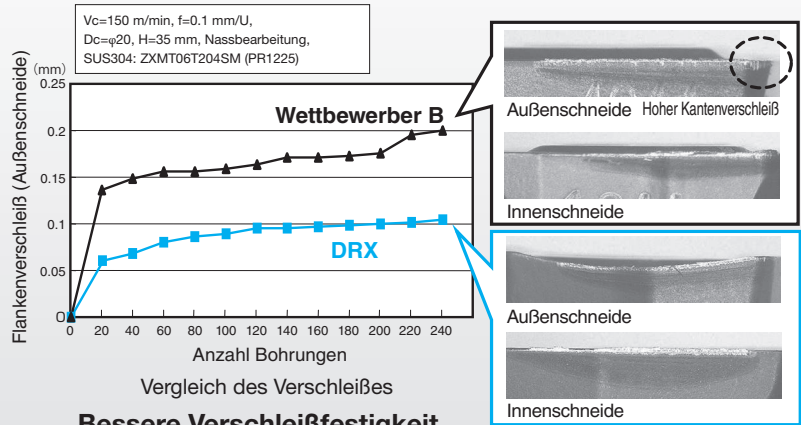 Vc=150 m/min, f=0.1 mm/U,
Dc=φ20, H=35 mm, Nassbearbeitung,
SUS304: ZXMT06T204SM (PR1225)
Flankenverschleiß (Außenschneide)
(mm)
0.25
0.2
0.15
0.1
0.05
0
Wettbewerber B
DRX
0 20 40 60 80 100 120 140 160 180 200 220 240
Anzahl Bohrungen
Vergleich des Verschleißes
Bessere Verschleißfestigkeit
Außenschneide Hoher Kantenverschleiß
Innenschneide
Außenschneide
Innenschneide